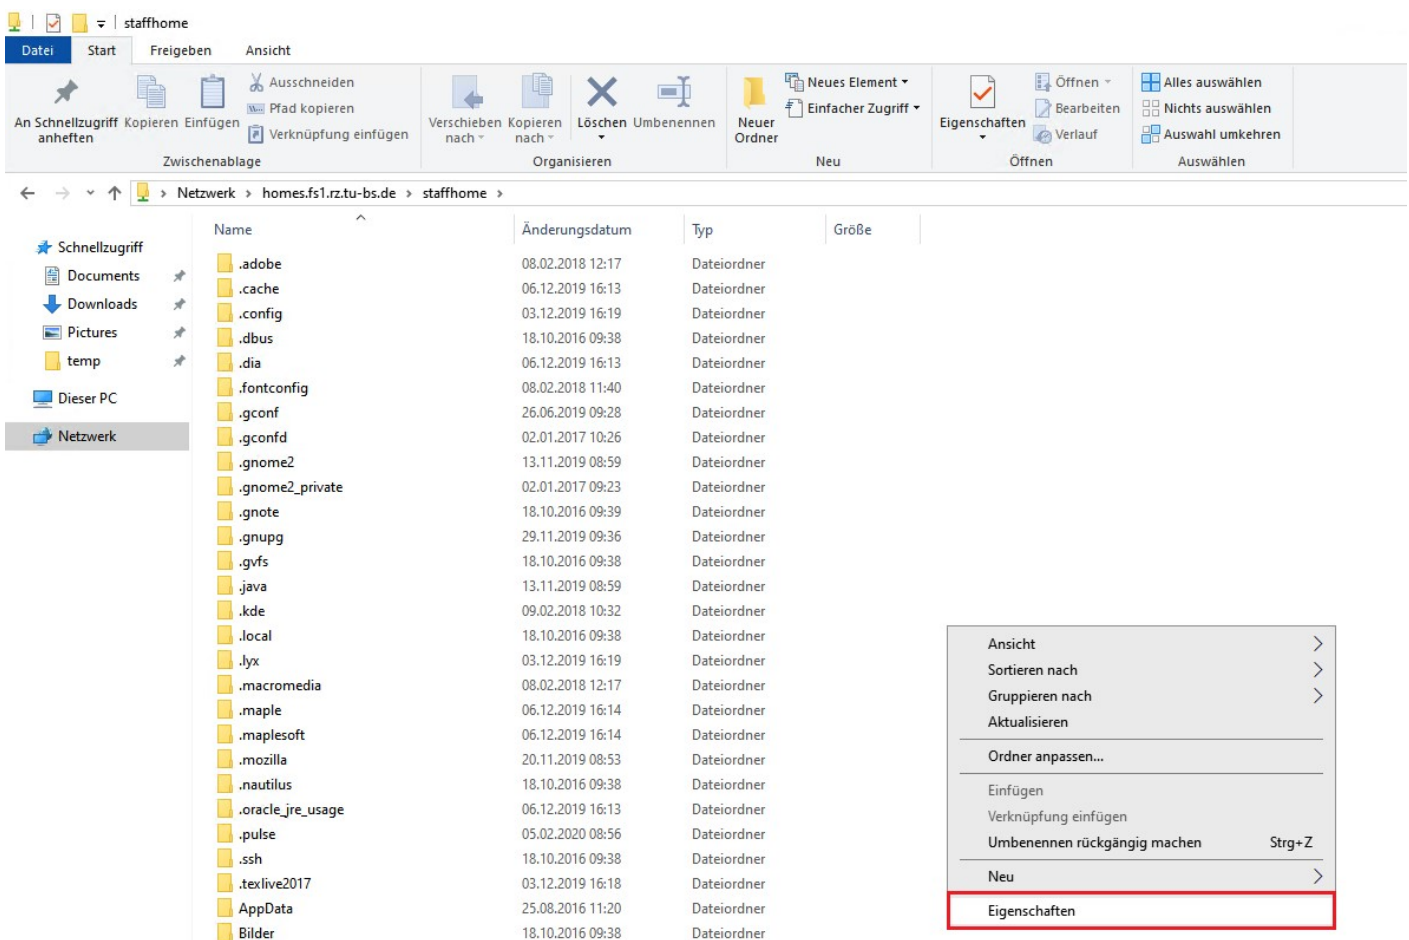 staffhome
Datei Start Freigeben Ansicht
An Schnellzugriff anheften
Kopieren
Einfügen
Ausschneiden
Pfad kopieren
Verknüpfung einfügen
Zwischenablage
Verschieben nach
Kopieren nach
Löschen
Umbenennen
Organisieren
Neuer Ordner
Neues Element
Einfacher Zugriff
Neu
Eigenschaften
Öffnen
Bearbeiten
Verlauf
Öffnen
Alles auswählen
Nichts auswählen
Auswahl umkehren
Auswählen
Netzwerk > homes.fs1.rz.tu-bs.de > staffhome >
Schnellzugriff
Documents
Downloads
Pictures
temp
Dieser PC
Netzwerk
Name Änderungsdatum Typ Größe
.adobe 08.02.2018 12:17 Dateiordner
.cache 06.12.2019 16:13 Dateiordner
.config 03.12.2019 16:19 Dateiordner
.dbus 18.10.2016 09:38 Dateiordner
.dia 06.12.2019 16:13 Dateiordner
.fontconfig 08.02.2018 11:40 Dateiordner
.gconf 26.06.2019 09:28 Dateiordner
.gconfd 02.01.2017 10:26 Dateiordner
.gnome2 13.11.2019 08:59 Dateiordner
.gnome2_private 02.01.2017 09:23 Dateiordner
.gnote 18.10.2016 09:39 Dateiordner
.gnupg 29.11.2019 09:36 Dateiordner
.gvfs 18.10.2016 09:38 Dateiordner
.java 13.11.2019 08:59 Dateiordner
.kde 09.02.2018 10:32 Dateiordner
.local 18.10.2016 09:38 Dateiordner
.lyx 03.12.2019 16:19 Dateiordner
.macromedia 08.02.2018 12:17 Dateiordner
.maple 06.12.2019 16:14 Dateiordner
.maplesoft 06.12.2019 16:14 Dateiordner
.mozilla 20.11.2019 08:53 Dateiordner
.nautilus 18.10.2016 09:38 Dateiordner
.oracle_jre_usage 06.12.2019 16:13 Dateiordner
.pulse 05.02.2020 08:56 Dateiordner
.ssh 18.10.2016 09:38 Dateiordner
.texlive2017 03.12.2019 16:18 Dateiordner
AppData 25.08.2016 11:20 Dateiordner
Bilder 18.10.2016 09:38 Dateiordner
Ansicht
Sortieren nach
Gruppieren nach
Aktualisieren
Ordner anpassen...
Einfügen
Verknüpfung einfügen
Umbenennen rückgängig machen Strg+Z
Neu
Eigenschaften